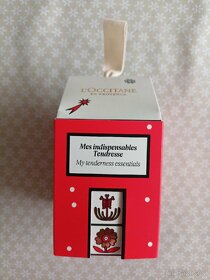 L'OCCITANE
EN PROVENCE
Mes indispensables
Tendresse
My tenderness essentials